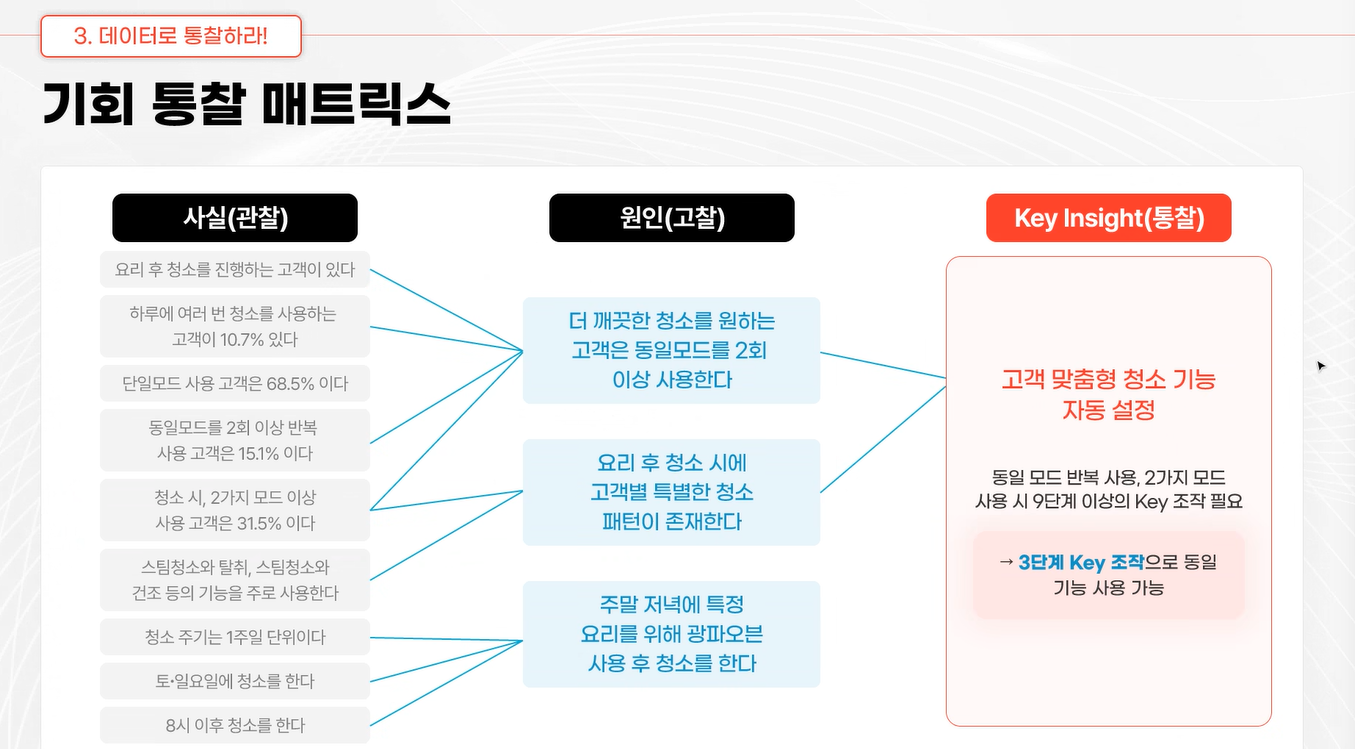 3. 데이터로 통찰하라!
기회 통찰 매트릭스
사실(관찰)
요리 후 청소를 진행하는 고객이 있다
하루에 여러 번 청소를 사용하는
고객이 10.7% 있다
단일모드 사용 고객은 68.5% 이다
동일모드를 2회 이상 반복
사용 고객은 15.1% 이다
청소 시, 2가지 모드 이상
사용 고객은 31.5% 이다
스팀청소와 탈취, 스팀청소와
건조 등의 기능을 주로 사용한다
청소 주기는 1주일 단위이다
토·일요일에 청소를 한다
8시 이후 청소를 한다
원인(고찰)
더 깨끗한 청소를 원하는
고객은 동일모드를 2회
이상 사용한다
요리 후 청소 시에
고객별 특별한 청소
패턴이 존재한다
주말 저녁에 특정
요리를 위해 광파오븐
사용 후 청소를 한다
Key Insight(통찰)
고객 맞춤형 청소 기능
자동 설정
동일 모드 반복 사용, 2가지 모드
사용 시 9단계 이상의 Key 조작 필요
→ 3단계 Key 조작으로 동일
기능 사용 가능